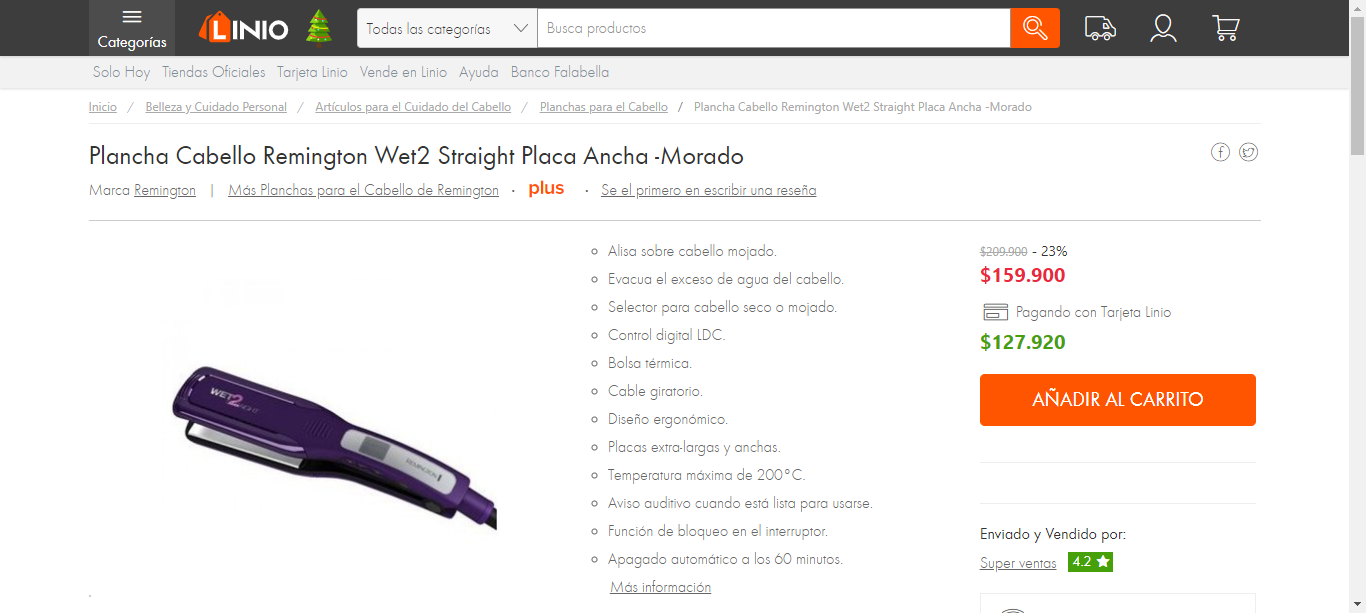 Categorías
LINIO
Todas las categorías
Busca productos
Solo Hoy Tiendas Oficiales Tarjeta Linio Vende en Linio Ayuda Banco Falabella
Inicio / Belleza y Cuidado Personal / Artículos para el Cuidado del Cabello / Planchas para el Cabello / Plancha Cabello Remington Wet2 Straight Placa Ancha -Morado
Plancha Cabello Remington Wet2 Straight Placa Ancha -Morado
Marca Remington | Más Planchas para el Cabello de Remington · plus · Se el primero en escribir una reseña
WET2
REMINGTON
Alisa sobre cabello mojado.
Evacua el exceso de agua del cabello.
Selector para cabello seco o mojado.
Control digital LDC.
Bolsa térmica.
Cable giratorio.
Diseño ergonómico.
Placas extra-largas y anchas.
Temperatura máxima de 200°C.
Aviso auditivo cuando está lista para usarse.
Función de bloqueo en el interruptor.
Apagado automático a los 60 minutos.
Más información
$209.900 - 23%
$159.900
Pagando con Tarjeta Linio
$127.920
AÑADIR AL CARRITO
Enviado y Vendido por:
Super ventas 4.2